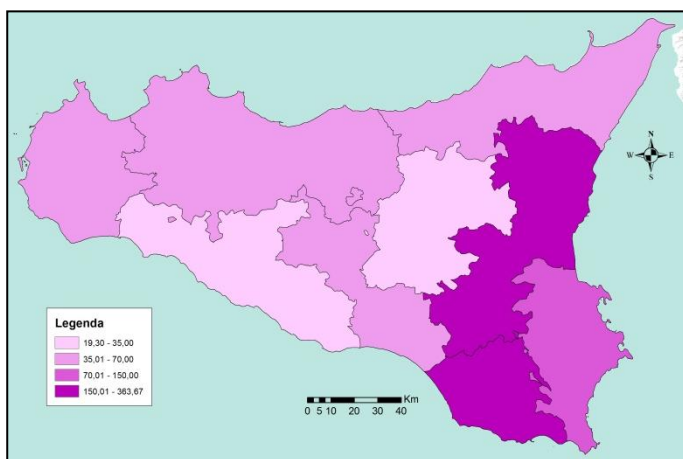 N
W E
S
Legenda
19,30 - 35,00
35,01 - 70,00
70,01 - 150,00
150,01 - 363,67
Km
0 5 10 20 30 40